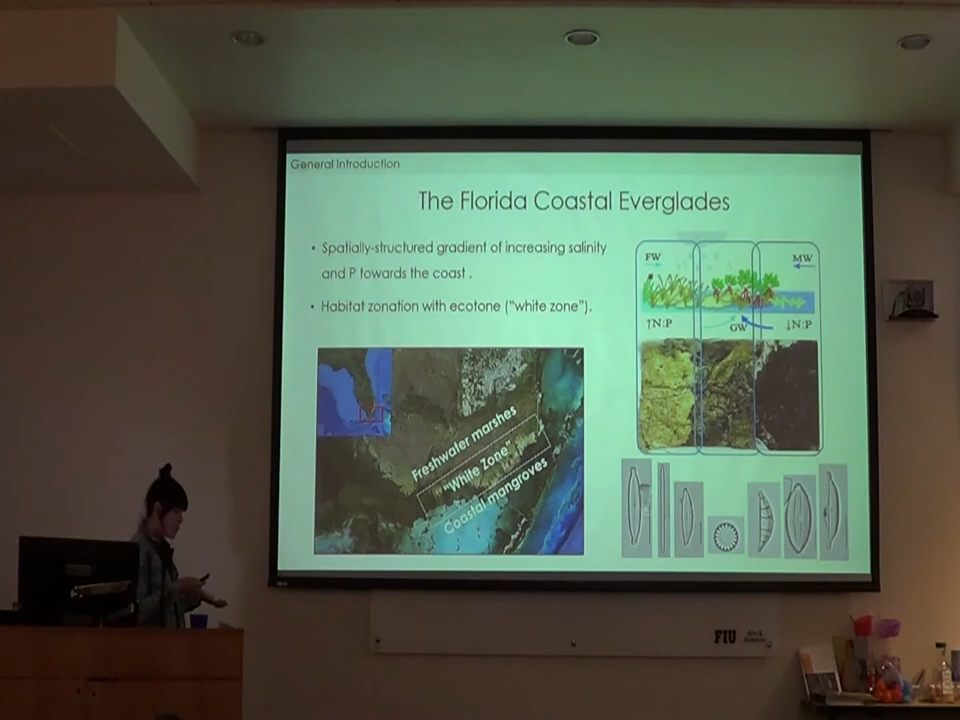 General Introduction
The Florida Coastal Everglades
• Spatially-structured gradient of increasing salinity
and P towards the coast .
• Habitat zonation with ecotone ("white zone").
FW
MW
↑N:P
GW
↓N:P
Freshwater marshes
"White Zone"
Coastal mangroves
FIU
Arts &